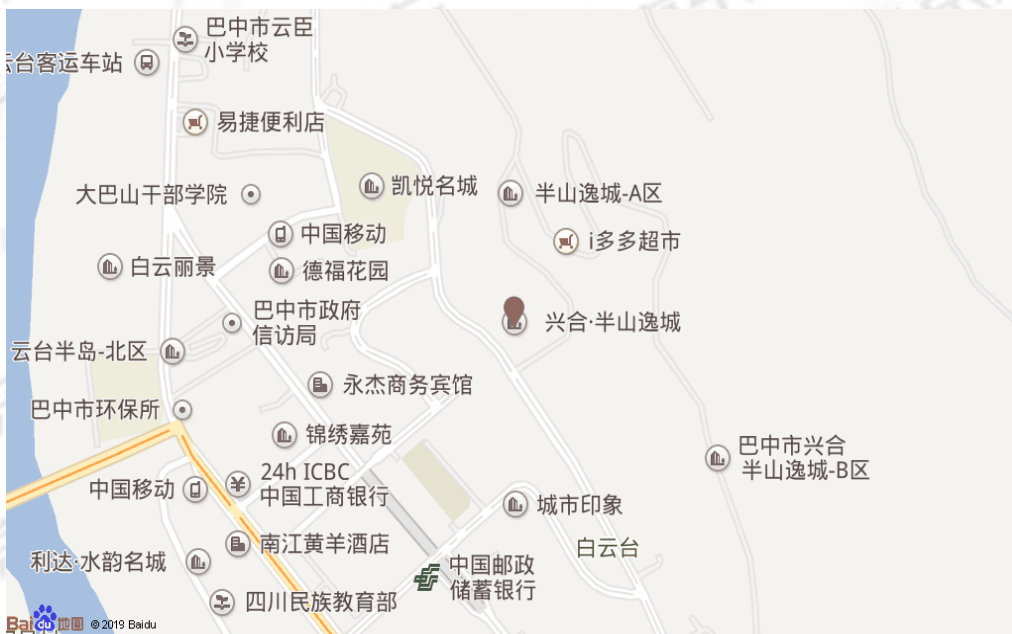 巴中市云臣
小学校
云台客运车站
易捷便利店
大巴山干部学院
凯悦名城
半山逸城-A区
中国移动
i多多超市
白云丽景
德福花园
巴中市政府
信访局
兴合·半山逸城
云台半岛-北区
永杰商务宾馆
巴中市环保所
锦绣嘉苑
巴中市兴合
半山逸城-B区
24h ICBC
中国工商银行
中国移动
城市印象
南江黄羊酒店
白云台
利达·水韵名城
中国邮政
储蓄银行
四川民族教育部
Bai du 地图 © 2019 Baidu